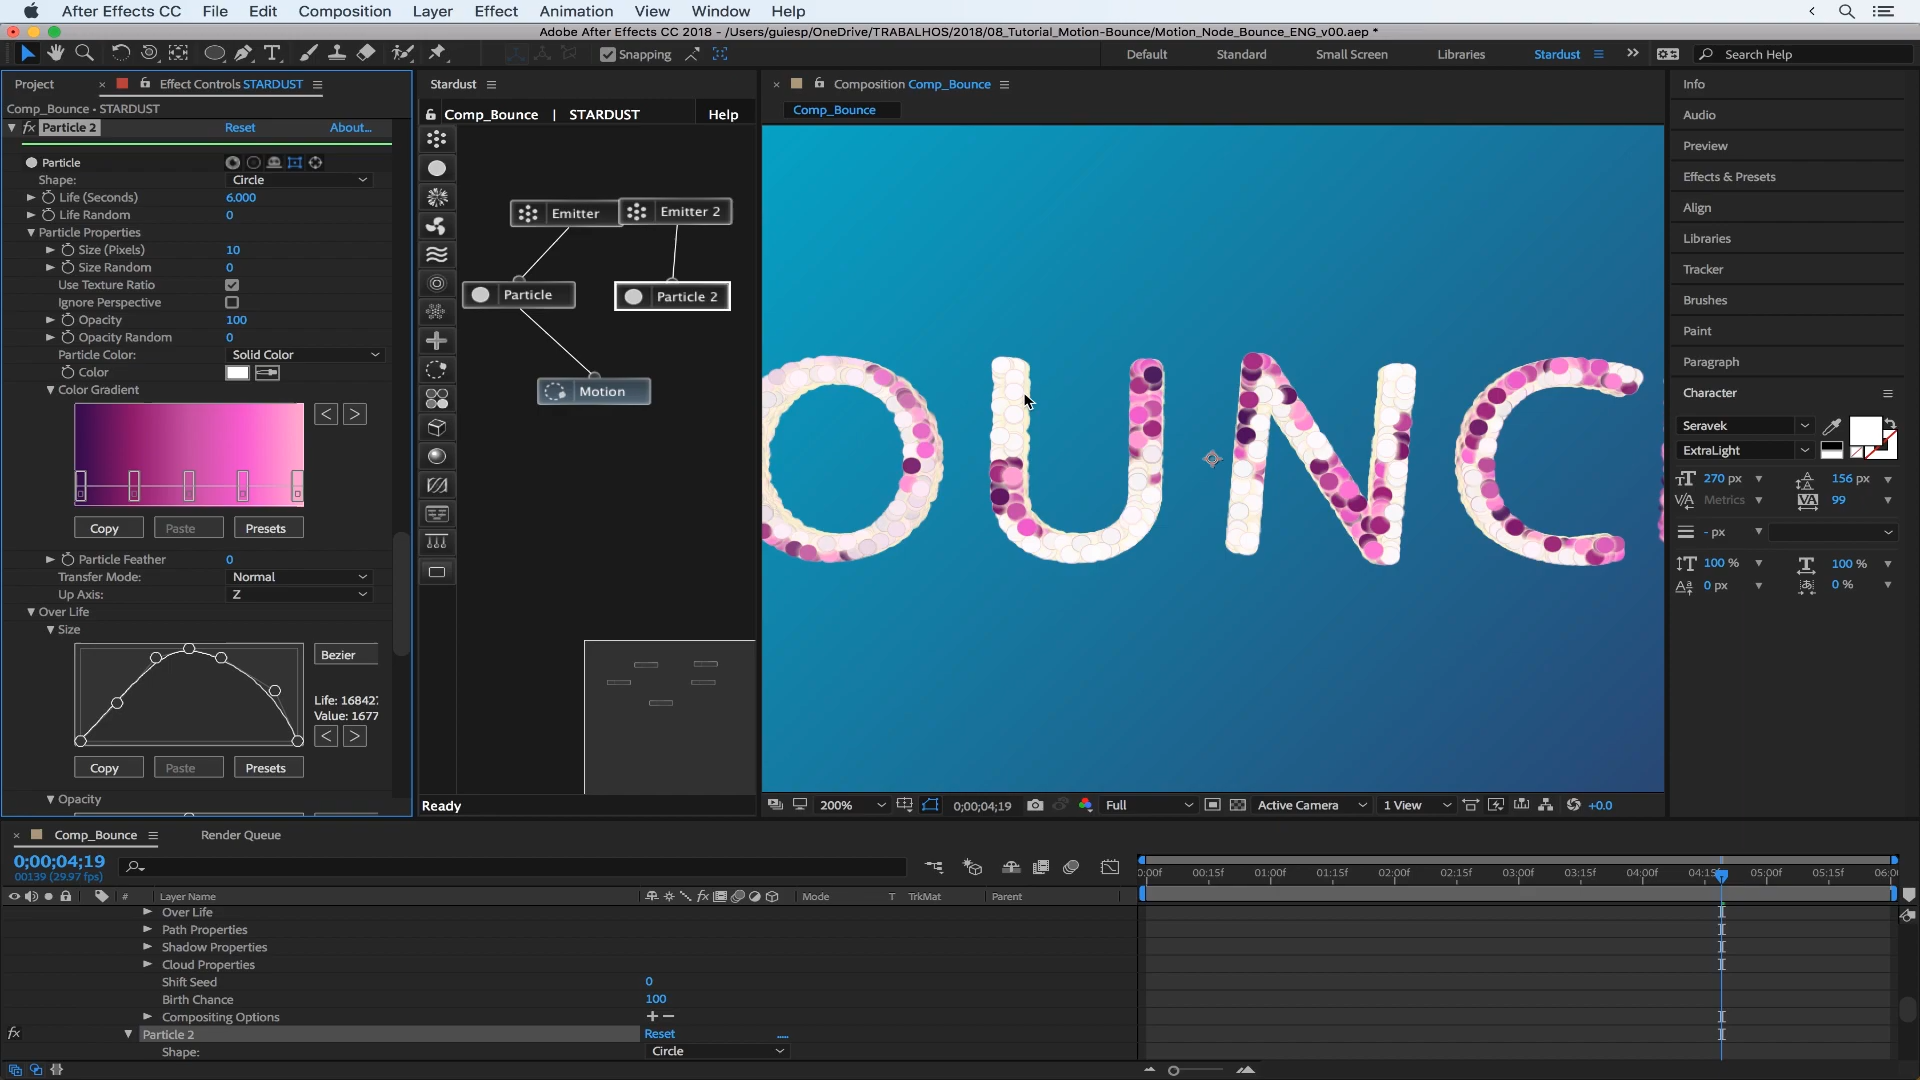 After Effects CC File Edit Composition Layer Effect Animation View Window Help
Adobe After Effects CC 2018 - /Users/guiesp/OneDrive/TRABALHOS/2018/08_Tutorial_Motion-Bounce/Motion_Node_Bounce_ENG_v00.aep *
Snapping Default Standard Small Screen Libraries Stardust Search Help
Project Effect Controls STARDUST
Comp_Bounce • STARDUST
fx Particle 2 Reset About...
Particle
Shape: Circle
Life (Seconds) 6.000
Life Random 0
Particle Properties
Size (Pixels) 10
Size Random 0
Use Texture Ratio
Ignore Perspective
Opacity 100
Opacity Random 0
Particle Color: Solid Color
Color
Color Gradient
< >
Copy Paste Presets
Particle Feather 0
Transfer Mode: Normal
Up Axis: Z
Over Life
Size
Bezier
Life: 16842
Value: 1677
< >
Copy Paste Presets
Opacity
Stardust
Comp_Bounce | STARDUST Help
Emitter Emitter 2
Particle Particle 2
Motion
Ready
Composition Comp_Bounce
Comp_Bounce
OUNC
200% 0;00;04;19 Full Active Camera 1 View +0.0
Info
Audio
Preview
Effects & Presets
Align
Libraries
Tracker
Brushes
Paint
Paragraph
Character
Seravek
ExtraLight
270 px 156 px
Metrics 99
- px
100 % 100 %
0 px 0 %
Comp_Bounce Render Queue
0;00;04;19
00139 (29.97 fps)
# Layer Name Mode T TrkMat Parent
00f 00:15f 01:00f 01:15f 02:00f 02:15f 03:00f 03:15f 04:00f 04:15 05:00f 05:15f 06:0
Over Life
Path Properties
Shadow Properties
Cloud Properties
Shift Seed 0
Birth Chance 100
Compositing Options + −
fx Particle 2 Reset
Shape: Circle